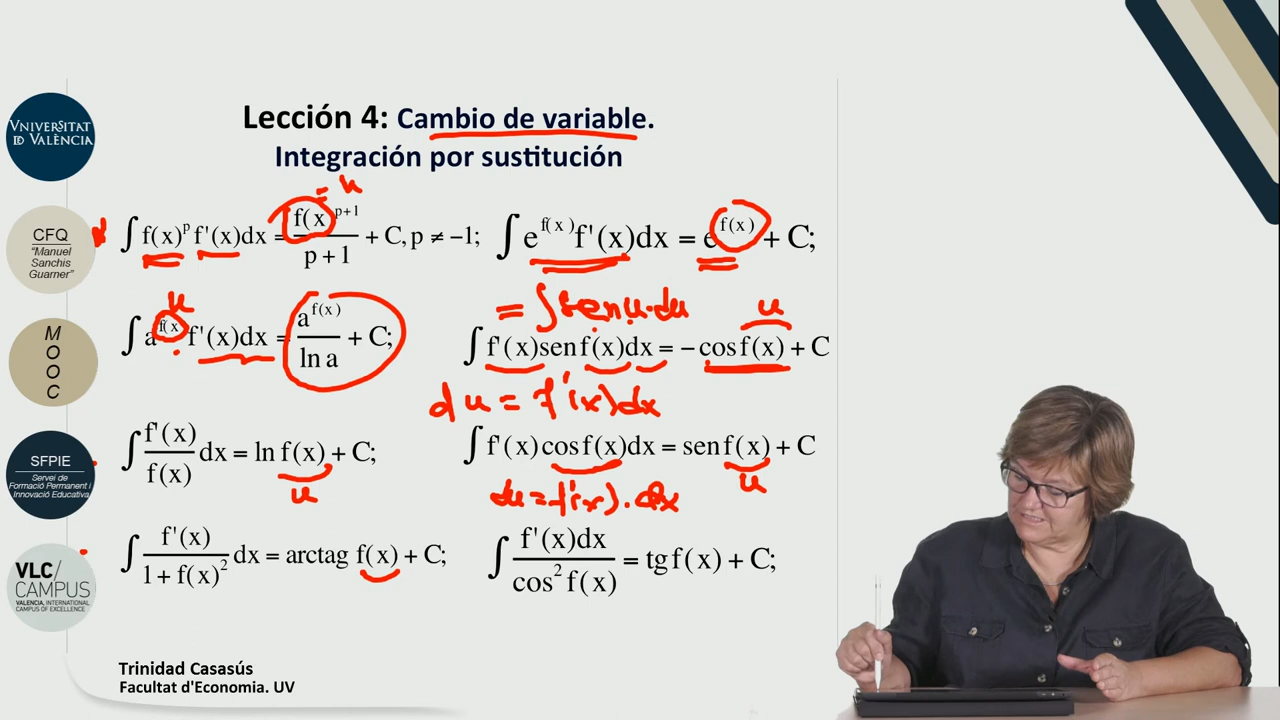 Lección 4: Cambio de variable.
Integración por sustitución
= u
∫ f(x)^p f'(x)dx = f(x)^(p+1) / (p+1) + C, p ≠ -1;
∫ e^(f(x)) f'(x)dx = e^(f(x)) + C;
u
∫ a^(f(x)) f'(x)dx = a^(f(x)) / ln a + C;
= ∫ sen u·du
u
∫ f'(x)sen f(x)dx = -cos f(x) + C
du = f'(x)dx
∫ f'(x)/f(x) dx = ln f(x) + C;
u
∫ f'(x)cos f(x)dx = sen f(x) + C
u
du = f'(x).dx
∫ f'(x) / (1+f(x)²) dx = arctag f(x) + C;
∫ f'(x)dx / cos² f(x) = tg f(x) + C;
VNIVERSITAT
ID VALÈNCIA
CFQ
"Manuel
Sanchis
Guarner"
M
O
O
C
SFPIE
Servei de
Formació Permanent i
Innovació Educativa
VLC/
CAMPUS
VALENCIA, INTERNATIONAL
CAMPUS OF EXCELLENCE
Trinidad Casasús
Facultat d'Economia. UV